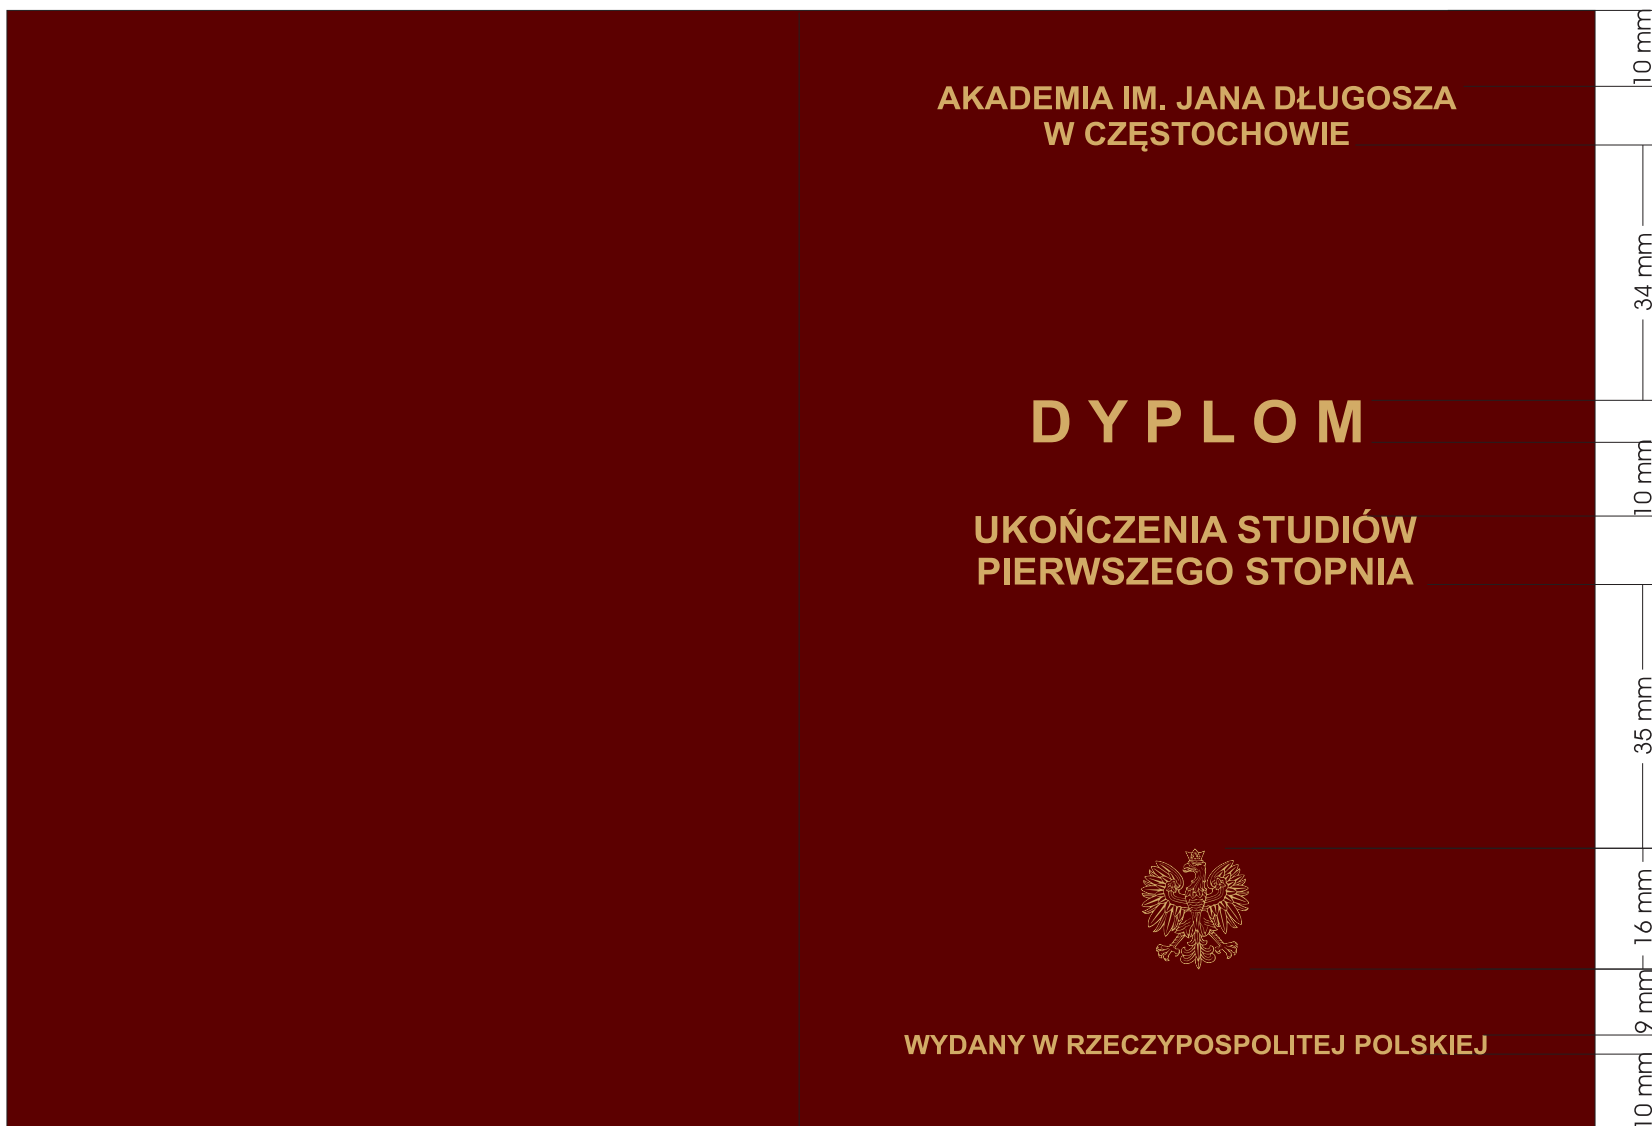 AKADEMIA IM. JANA DŁUGOSZA
W CZĘSTOCHOWIE
DYPLOM
UKOŃCZENIA STUDIÓW
PIERWSZEGO STOPNIA
WYDANY W RZECZYPOSPOLITEJ POLSKIEJ
10 mm
34 mm
10 mm
35 mm
16 mm
9 mm
10 mm